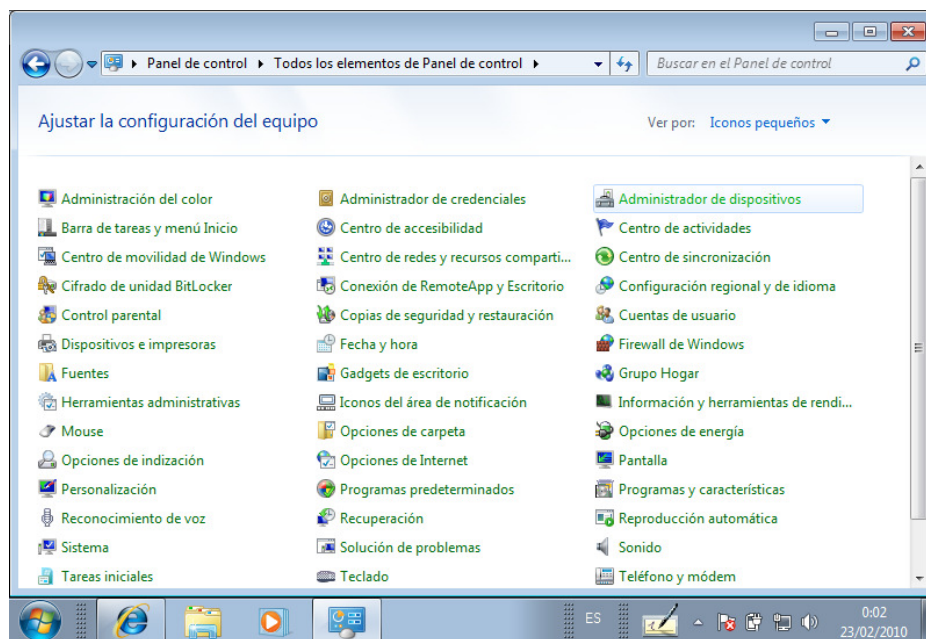 Panel de control Todos los elementos de Panel de control Buscar en el Panel de control
Ajustar la configuración del equipo Ver por: Iconos pequeños
Administración del color Administrador de credenciales Administrador de dispositivos
Barra de tareas y menú Inicio Centro de accesibilidad Centro de actividades
Centro de movilidad de Windows Centro de redes y recursos comparti... Centro de sincronización
Cifrado de unidad BitLocker Conexión de RemoteApp y Escritorio Configuración regional y de idioma
Control parental Copias de seguridad y restauración Cuentas de usuario
Dispositivos e impresoras Fecha y hora Firewall de Windows
Fuentes Gadgets de escritorio Grupo Hogar
Herramientas administrativas Iconos del área de notificación Información y herramientas de rendi...
Mouse Opciones de carpeta Opciones de energía
Opciones de indización Opciones de Internet Pantalla
Personalización Programas predeterminados Programas y características
Reconocimiento de voz Recuperación Reproducción automática
Sistema Solución de problemas Sonido
Tareas iniciales Teclado Teléfono y módem
ES 0:02
23/02/2010